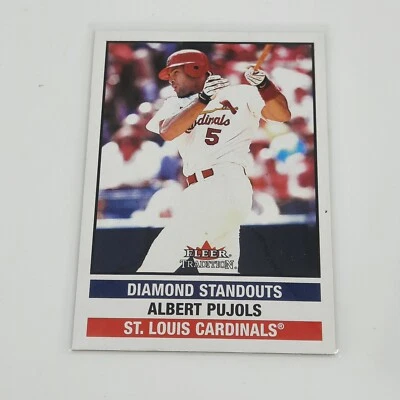 Cardinals
5
FLEER
TRADITION
DIAMOND STANDOUTS
ALBERT PUJOLS
ST. LOUIS CARDINALS®